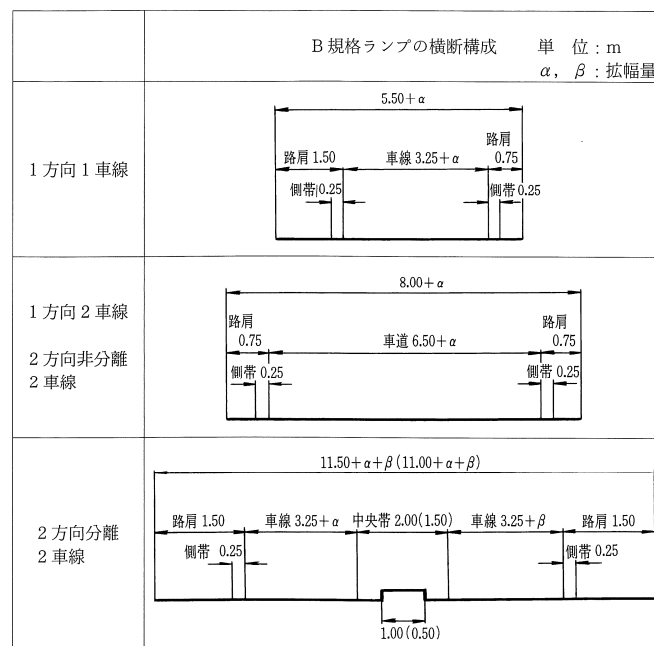 B規格ランプの横断構成 単位:m
α, β:拡幅量
1方向1車線
5.50+α
路肩 1.50
車線 3.25+α
路肩
0.75
側帯 0.25
側帯 0.25
1方向2車線
2方向非分離
2車線
8.00+α
路肩
0.75
車道 6.50+α
路肩
0.75
側帯 0.25
側帯 0.25
2方向分離
2車線
11.50+α+β(11.00+α+β)
路肩 1.50
車線 3.25+α
中央帯 2.00(1.50)
車線 3.25+β
路肩 1.50
側帯 0.25
側帯 0.25
1.00(0.50)